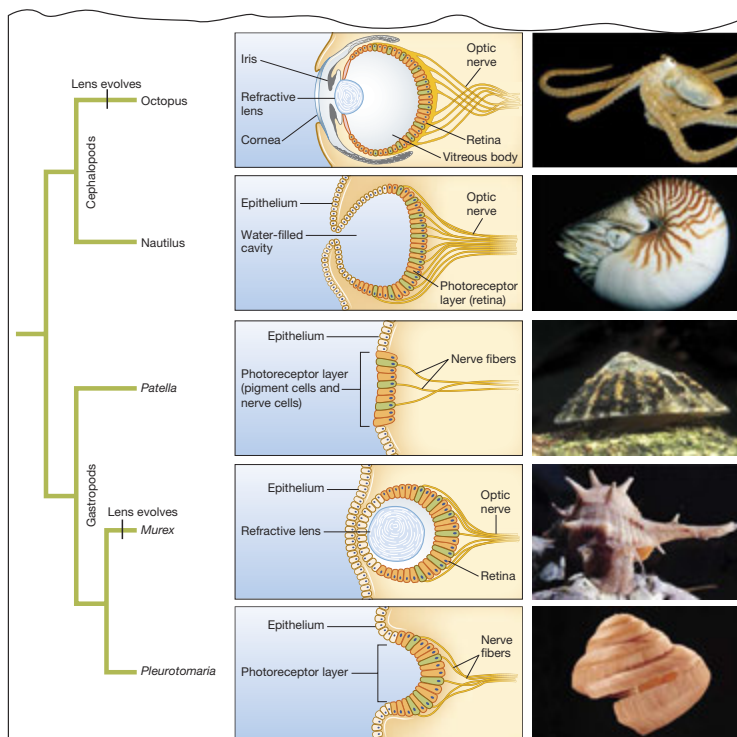 Lens evolves
Octopus
Cephalopods
Nautilus
Patella
Gastropods
Lens evolves
Murex
Pleurotomaria
Iris
Refractive
lens
Cornea
Optic
nerve
Retina
Vitreous body
Epithelium
Water-filled
cavity
Optic
nerve
Photoreceptor
layer (retina)
Epithelium
Photoreceptor layer
(pigment cells and
nerve cells)
Nerve fibers
Epithelium
Refractive lens
Optic
nerve
Retina
Epithelium
Photoreceptor layer
Nerve
fibers